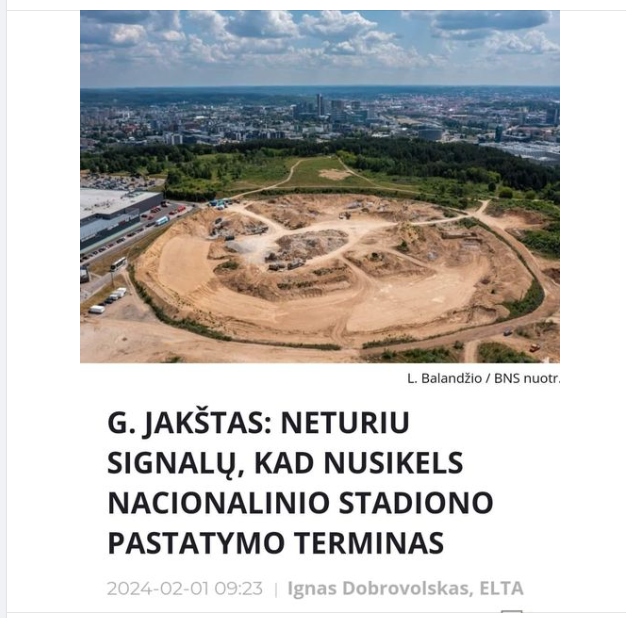 L. Balandžio / BNS nuotr.
G. JAKŠTAS: NETURIU
SIGNALŲ, KAD NUSIKELS
NACIONALINIO STADIONO
PASTATYMO TERMINAS
2024-02-01 09:23 | Ignas Dobrovolskas, ELTA